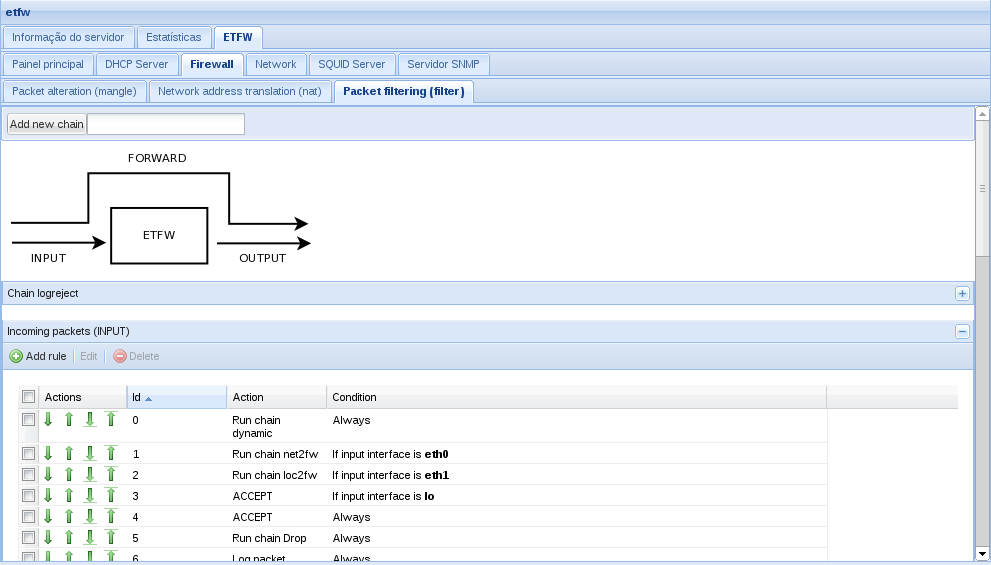 etfw
Informação do servidor Estatísticas ETFW
Painel principal DHCP Server Firewall Network SQUID Server Servidor SNMP
Packet alteration (mangle) Network address translation (nat) Packet filtering (filter)
Add new chain
FORWARD
ETFW
INPUT OUTPUT
Chain logreject
Incoming packets (INPUT)
Add rule Edit Delete
Actions Id Action Condition
0 Run chain Always
dynamic
1 Run chain net2fw If input interface is eth0
2 Run chain loc2fw If input interface is eth1
3 ACCEPT If input interface is lo
4 ACCEPT Always
5 Run chain Drop Always
6 Log packet Always